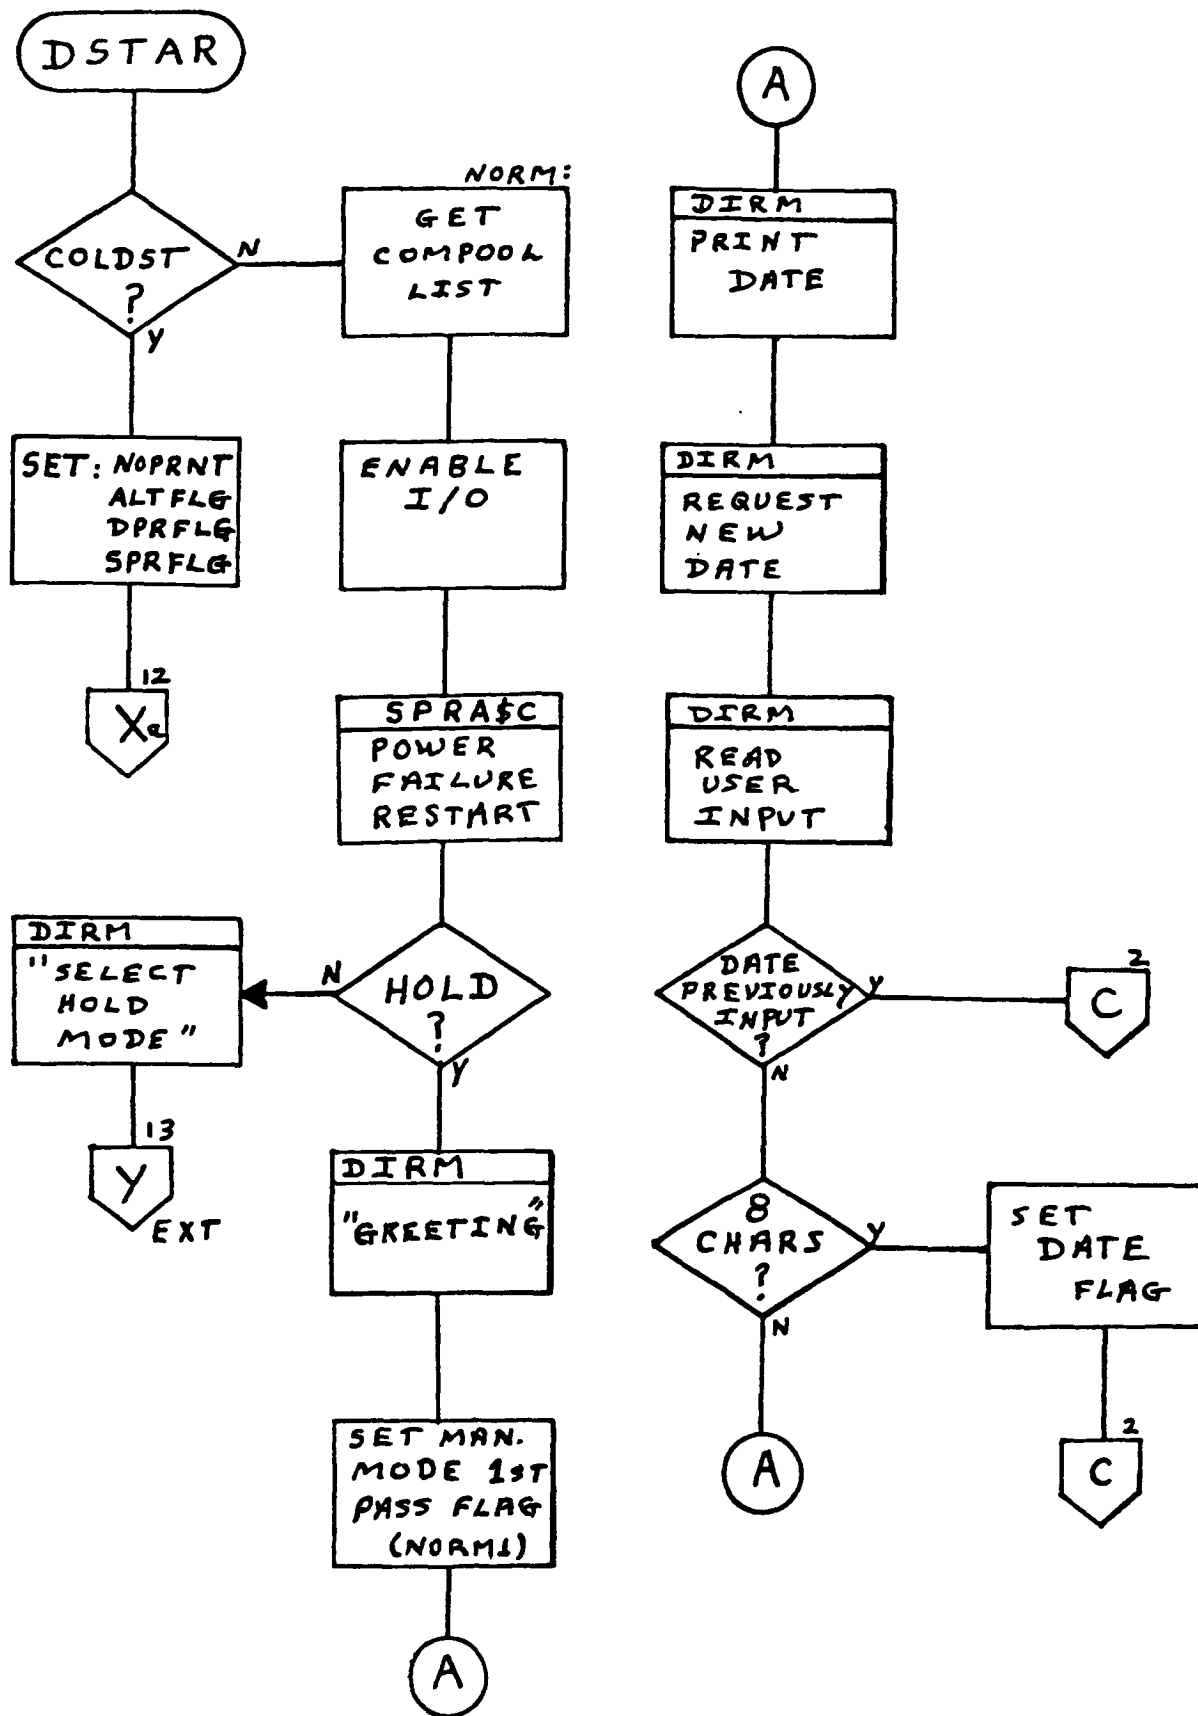 DSTAR
COLDST
?
N
Y
SET: NOPRNT
ALTFLG
DPRFLG
SPRFLG
12
Xe
NORM:
GET
COMPOOL
LIST
ENABLE
I/O
SPRA$C
POWER
FAILURE
RESTART
HOLD
?
N
Y
DIRM
"SELECT
HOLD
MODE"
13
Y
EXT
DIRM
"GREETING"
SET MAN.
MODE 1ST
PASS FLAG
(NORM1)
A
A
DIRM
PRINT
DATE
DIRM
REQUEST
NEW
DATE
DIRM
READ
USER
INPUT
DATE
PREVIOUSLY
INPUT
?
Y
N
2
C
8
CHARS
?
Y
N
SET
DATE
FLAG
2
C
A